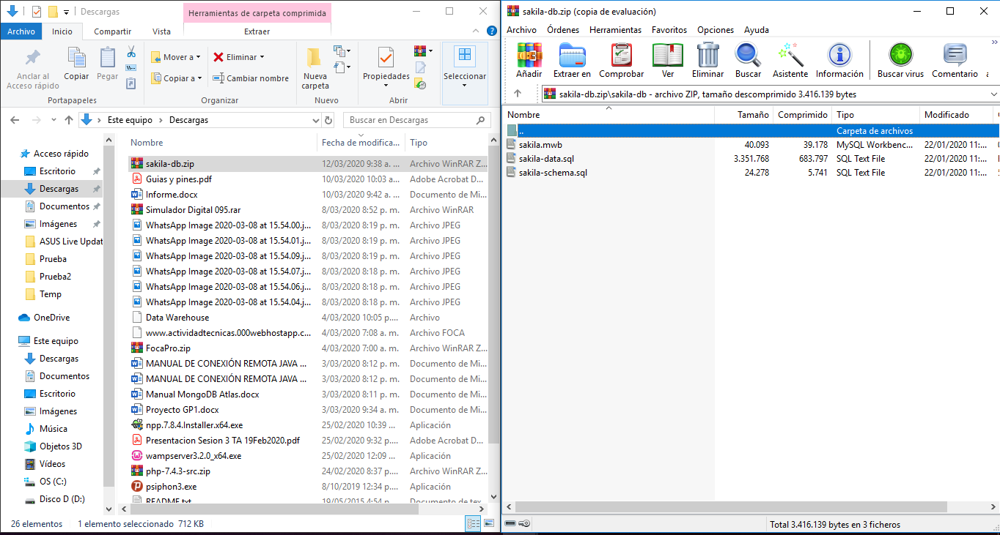 Descargas
Herramientas de carpeta comprimida
Archivo Inicio Compartir Vista Extraer
Anclar al Acceso rápido
Copiar
Pegar
Mover a
Copiar a
Eliminar
Cambiar nombre
Nueva carpeta
Propiedades
Seleccionar
Portapapeles Organizar Nuevo Abrir
Este equipo > Descargas
Buscar en Descargas
Acceso rápido
Escritorio
Descargas
Documentos
Imágenes
ASUS Live Updat
Prueba
Prueba2
Temp
OneDrive
Este equipo
Descargas
Documentos
Escritorio
Imágenes
Música
Objetos 3D
Vídeos
OS (C:)
Disco D (D:)
Nombre Fecha de modifica... Tipo
sakila-db.zip 12/03/2020 9:38 a. ... Archivo WinRAR Z...
Guias y pines.pdf 10/03/2020 10:03 a... Adobe Acrobat D...
Informe.docx 10/03/2020 9:42 a. ... Documento de Mi...
Simulador Digital 095.rar 8/03/2020 8:52 p. m. Archivo WinRAR
WhatsApp Image 2020-03-08 at 15.54.00.j... 8/03/2020 8:19 p. m. Archivo JPEG
WhatsApp Image 2020-03-08 at 15.54.01.j... 8/03/2020 8:19 p. m. Archivo JPEG
WhatsApp Image 2020-03-08 at 15.54.09.j... 8/03/2020 8:19 p. m. Archivo JPEG
WhatsApp Image 2020-03-08 at 15.54.07.j... 8/03/2020 8:18 p. m. Archivo JPEG
WhatsApp Image 2020-03-08 at 15.54.06.j... 8/03/2020 8:18 p. m. Archivo JPEG
WhatsApp Image 2020-03-08 at 15.54.04.j... 8/03/2020 8:18 p. m. Archivo JPEG
Data Warehouse 4/03/2020 10:05 p.... Archivo
www.actividadtecnicas.000webhostapp.c... 4/03/2020 7:08 a. m. Archivo FOCA
FocaPro.zip 4/03/2020 7:00 a. m. Archivo WinRAR Z...
MANUAL DE CONEXIÓN REMOTA JAVA ... 3/03/2020 8:12 p. m. Documento de Mi...
MANUAL DE CONEXIÓN REMOTA JAVA ... 3/03/2020 8:12 p. m. Documento de Mi...
Manual MongoDB Atlas.docx 3/03/2020 8:11 p. m. Documento de Mi...
Proyecto GP1.docx 3/03/2020 9:34 a. m. Documento de Mi...
npp.7.8.4.Installer.x64.exe 25/02/2020 10:39 ... Aplicación
Presentacion Sesion 3 TA 19Feb2020.pdf 25/02/2020 9:32 p.... Adobe Acrobat D...
wampserver3.2.0_x64.exe 25/02/2020 12:09 ... Aplicación
php-7.4.3-src.zip 24/02/2020 8:37 p.... Archivo WinRAR Z...
psiphon3.exe 8/10/2019 12:34 p.... Aplicación
README.txt 19/05/2015 4:54 p. Documento de tex
26 elementos 1 elemento seleccionado 712 KB
sakila-db.zip (copia de evaluación)
Archivo Órdenes Herramientas Favoritos Opciones Ayuda
Añadir Extraer en Comprobar Ver Eliminar Buscar Asistente Información Buscar virus Comentario
sakila-db.zip\sakila-db - archivo ZIP, tamaño descomprimido 3.416.139 bytes
Nombre Tamaño Comprimido Tipo Modificado
.. Carpeta de archivos
sakila.mwb 40.093 39.178 MySQL Workbenc... 22/01/2020 11:...
sakila-data.sql 3.351.768 683.797 SQL Text File 22/01/2020 11:...
sakila-schema.sql 24.278 5.741 SQL Text File 22/01/2020 11:...
Total 3.416.139 bytes en 3 ficheros